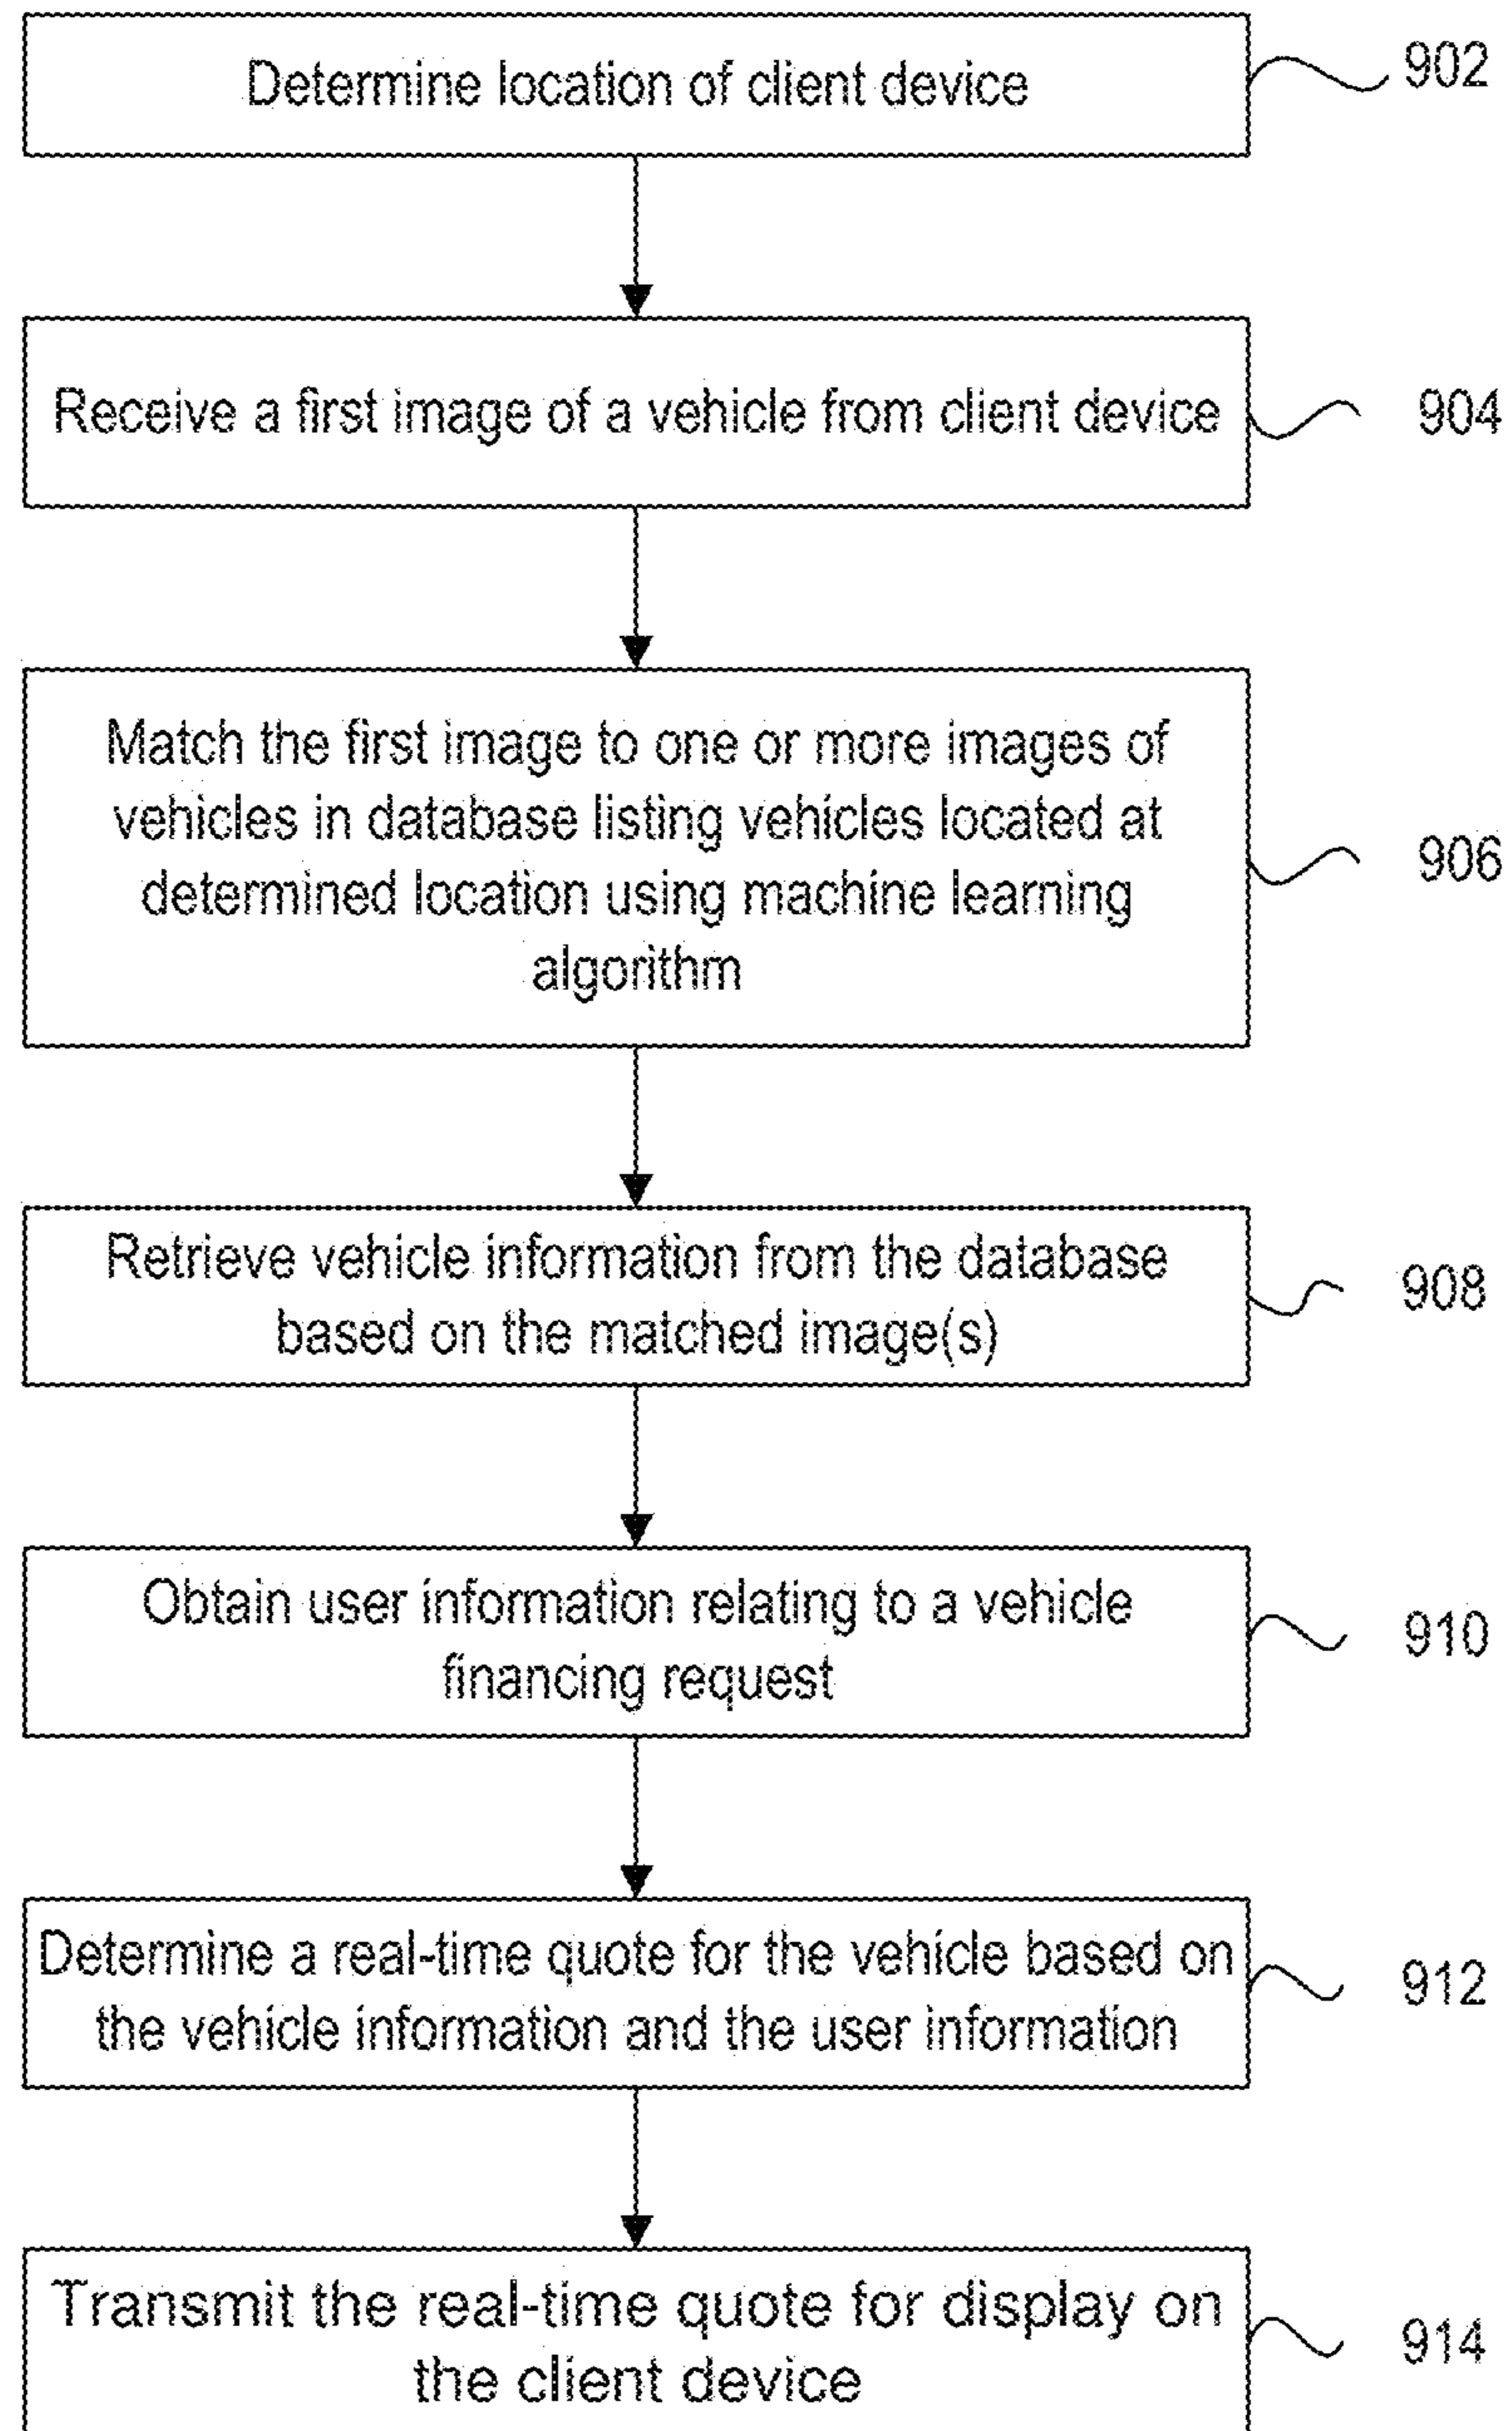 Determine location of client device
902
Receive a first image of a vehicle from client device
904
Match the first image to one or more images of
vehicles in database listing vehicles located at
determined location using machine learning
algorithm
906
Retrieve vehicle information from the database
based on the matched image(s)
908
Obtain user information relating to a vehicle
financing request
910
Determine a real-time quote for the vehicle based on
the vehicle information and the user information
912
Transmit the real-time quote for display on
the client device
914